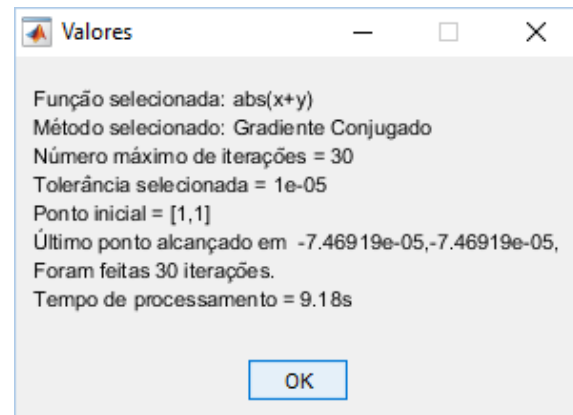 Valores
Função selecionada: abs(x+y)
Método selecionado: Gradiente Conjugado
Número máximo de iterações = 30
Tolerância selecionada = 1e-05
Ponto inicial = [1,1]
Último ponto alcançado em  -7.46919e-05,-7.46919e-05,
Foram feitas 30 iterações.
Tempo de processamento = 9.18s
OK